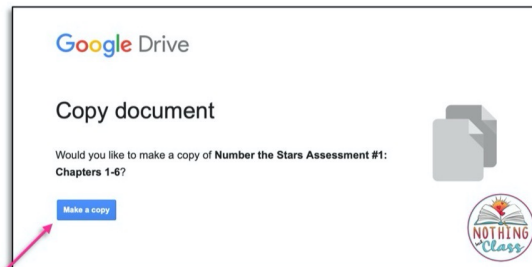 Google Drive
Copy document
Would you like to make a copy of Number the Stars Assessment #1:
Chapters 1-6?
Make a copy
NOTHING
Class